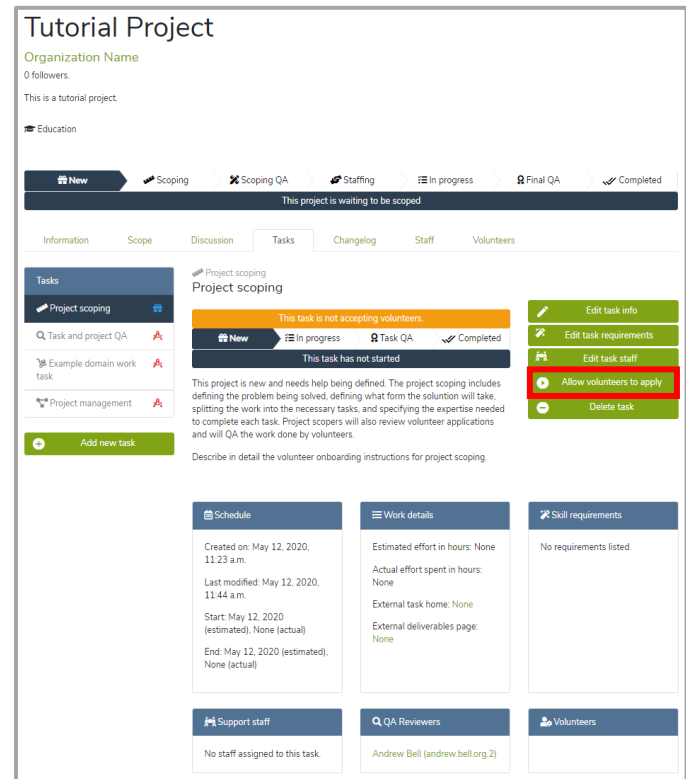 Tutorial Project
Organization Name
0 followers.
This is a tutorial project.
Education
New
Scoping
Scoping QA
Staffing
In progress
Final QA
Completed
This project is waiting to be scoped
Information
Scope
Discussion
Tasks
Changelog
Staff
Volunteers
Tasks
Project scoping
Task and project QA
Example domain work
task
Project management
Add new task
Project scoping
Project scoping
This task is not accepting volunteers.
New
In progress
Task QA
Completed
This task has not started
This project is new and needs help being defined. The project scoping includes
defining the problem being solved, defining what form the solution will take,
splitting the work into the necessary tasks, and specifying the expertise needed
to complete each task. Project scopers will also review volunteer applications
and will QA the work done by volunteers.
Describe in detail the volunteer onboarding instructions for project scoping.
Edit task info
Edit task requirements
Edit task staff
Allow volunteers to apply
Delete task
Schedule
Created on: May 12, 2020,
11:23 a.m.
Last modified: May 12, 2020,
11:44 a.m.
Start: May 12, 2020
(estimated), None (actual)
End: May 12, 2020 (estimated),
None (actual)
Work details
Estimated effort in hours: None
Actual effort spent in hours:
None
External task home: None
External deliverables page:
None
Skill requirements
No requirements listed.
Support staff
No staff assigned to this task.
QA Reviewers
Andrew Bell (andrew.bell.org.2)
Volunteers